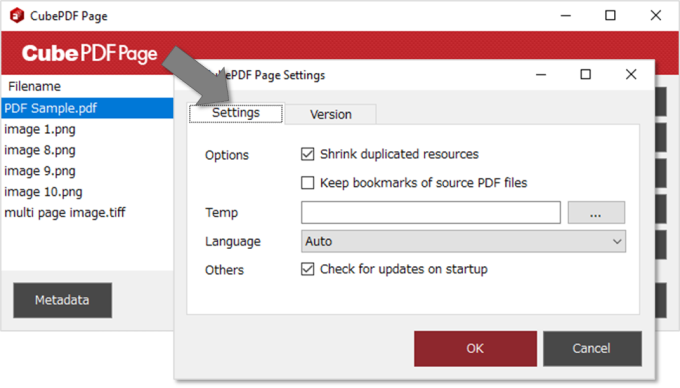 CubePDF Page
CubePDF Page
Filename
PDF Sample.pdf
image 1.png
image 8.png
image 9.png
image 10.png
multi page image.tiff
Metadata
CubePDF Page Settings
Settings
Version
Options
Shrink duplicated resources
Keep bookmarks of source PDF files
Temp
...
Language
Auto
Others
Check for updates on startup
OK
Cancel